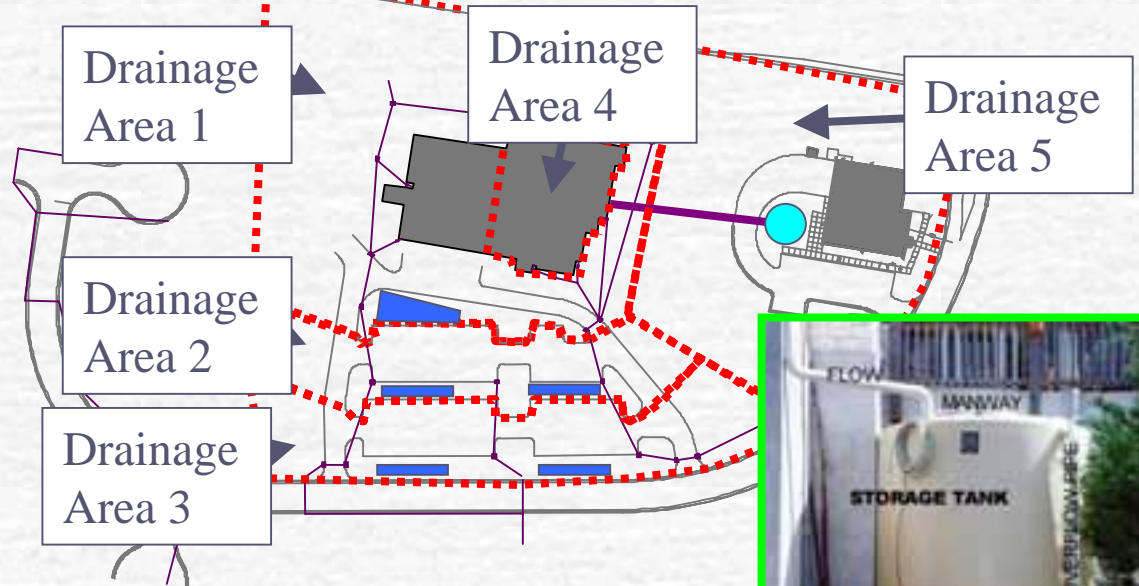 Drainage
Area 1
Drainage
Area 4
Drainage
Area 5
Drainage
Area 2
Drainage
Area 3
FLOW
MANWAY
STORAGE TANK
VERFLOW PIPE